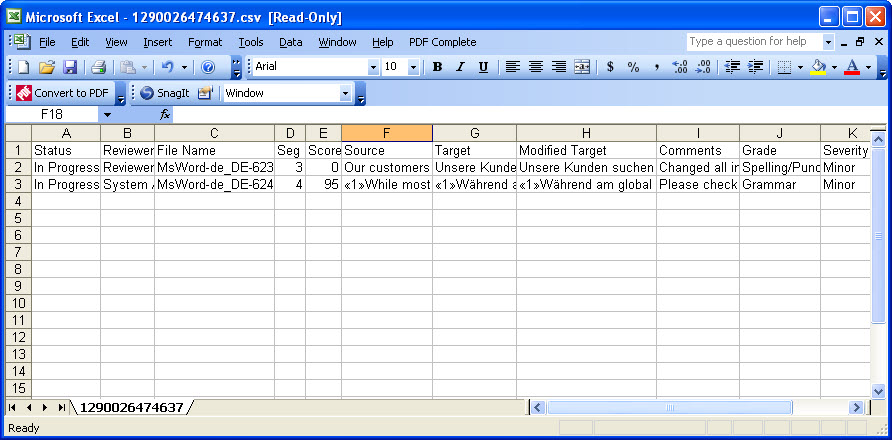 Microsoft Excel - 1290026474637.csv [Read-Only]
File Edit View Insert Format Tools Data Window Help PDF Complete Type a question for help
Arial 10 B I U $ % , .00
Convert to PDF SnagIt Window
F18 fx
A B C D E F G H I J K
1 Status Reviewer File Name Seg Score Source Target Modified Target Comments Grade Severity
2 In Progress Reviewer MsWord-de_DE-623 3 0 Our customers Unsere Kunde Unsere Kunden suchen Changed all in Spelling/Punc Minor
3 In Progress System MsWord-de_DE-624 4 95 «1»While most «1»Während a «1»Während am global Please check Grammar Minor
4
5
6
7
8
9
10
11
12
13
14
15
1290026474637
Ready